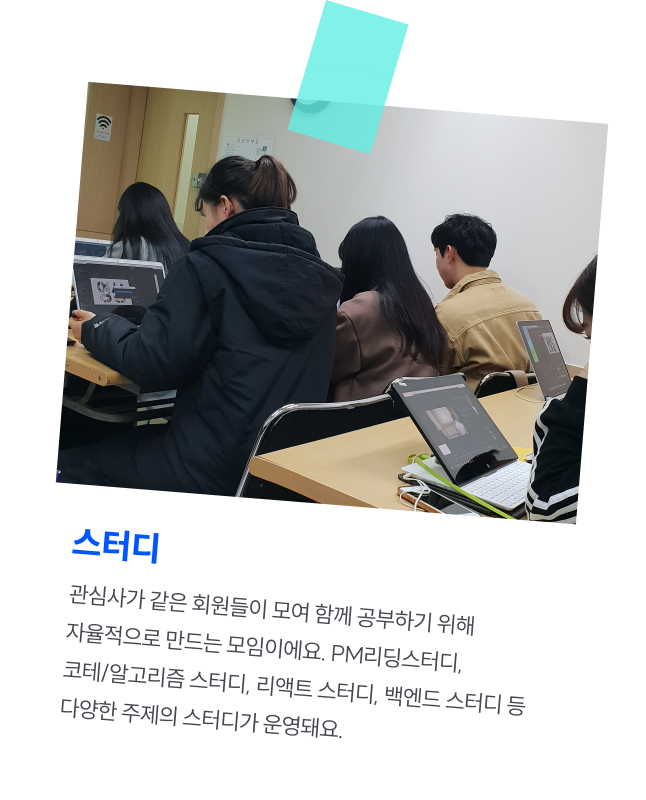 스터디
관심사가 같은 회원들이 모여 함께 공부하기 위해
자율적으로 만드는 모임이에요. PM리딩스터디,
코테/알고리즘 스터디, 리액트 스터디, 백엔드 스터디 등
다양한 주제의 스터디가 운영돼요.